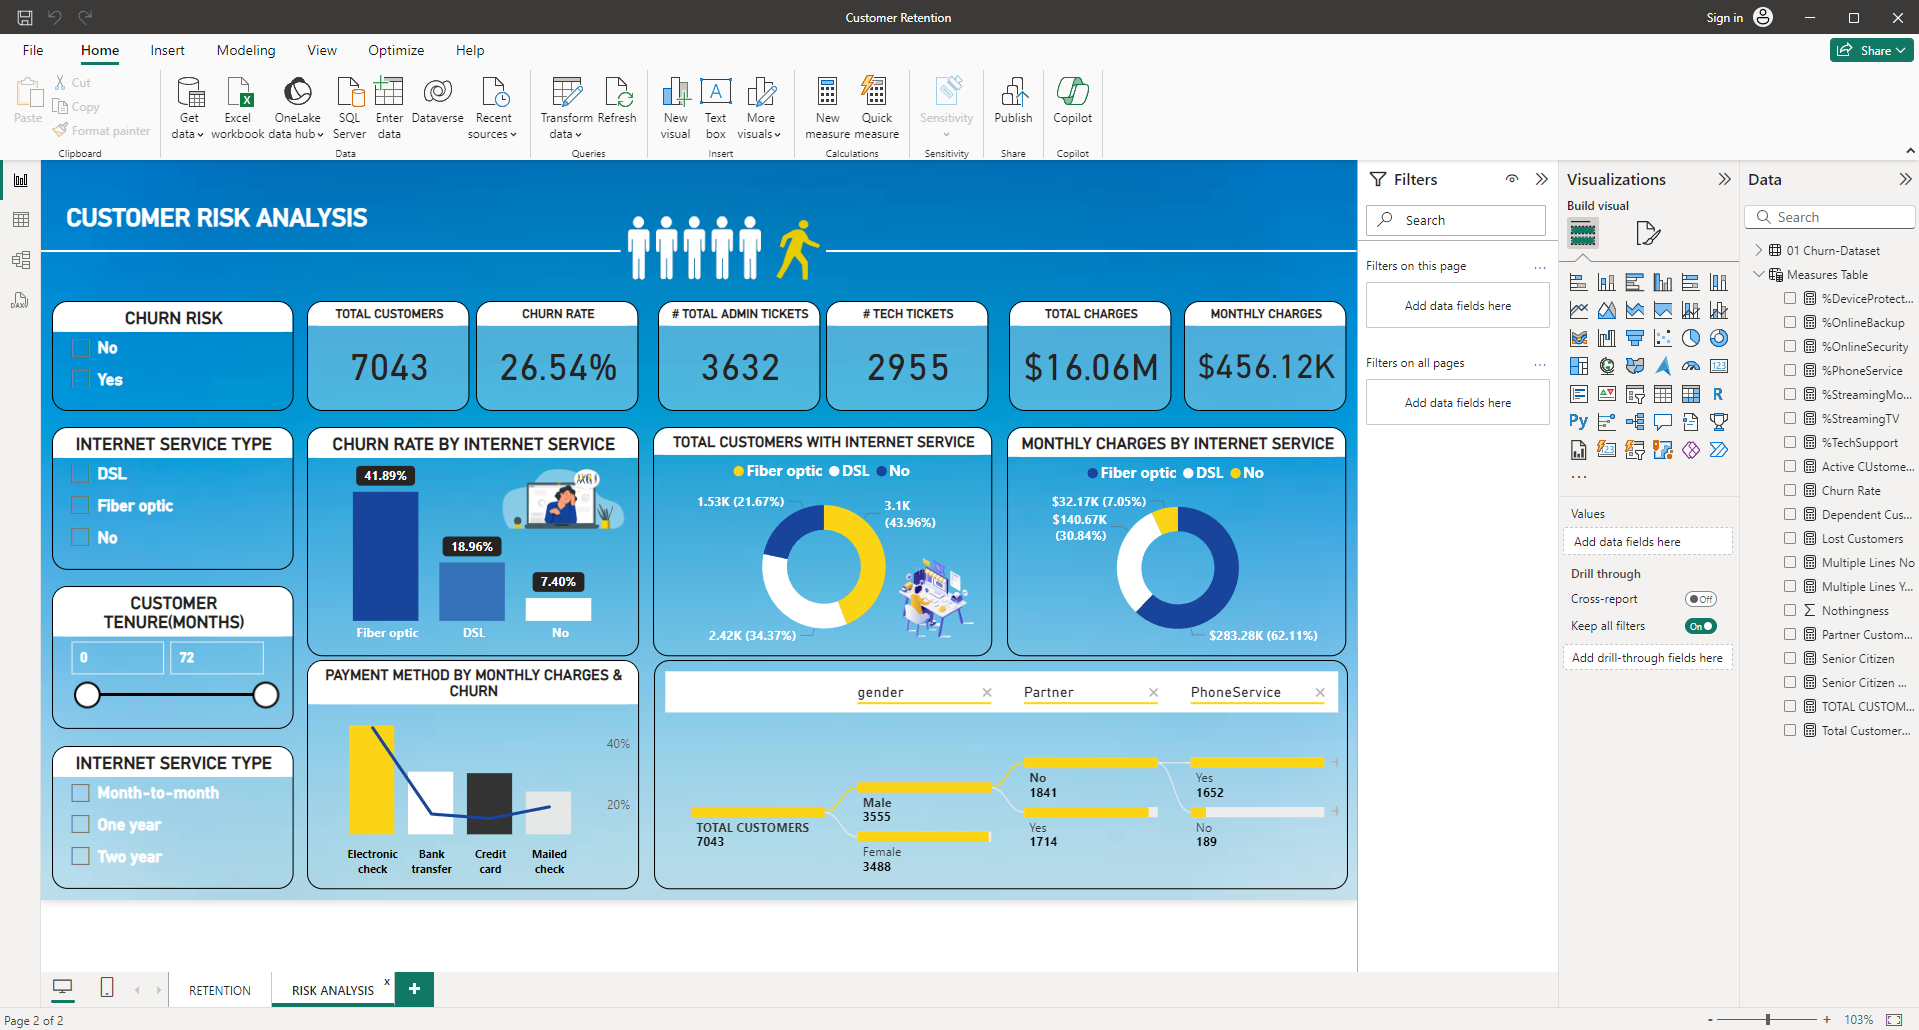 Customer Retention
Sign in
File
Home
Insert
Modeling
View
Optimize
Help
Share
Paste
Cut
Copy
Format painter
Clipboard
Get data
Excel workbook
OneLake data hub
SQL Server
Enter data
Dataverse
Recent sources
Data
Transform data
Refresh
Queries
New visual
Text box
More visuals
Insert
New measure
Quick measure
Calculations
Sensitivity
Sensitivity
Publish
Share
Copilot
Copilot
CUSTOMER RISK ANALYSIS
CHURN RISK
No
Yes
TOTAL CUSTOMERS
7043
CHURN RATE
26.54%
# TOTAL ADMIN TICKETS
3632
# TECH TICKETS
2955
TOTAL CHARGES
$16.06M
MONTHLY CHARGES
$456.12K
INTERNET SERVICE TYPE
DSL
Fiber optic
No
CHURN RATE BY INTERNET SERVICE
41.89%
18.96%
7.40%
Fiber optic
DSL
No
TOTAL CUSTOMERS WITH INTERNET SERVICE
Fiber optic DSL No
1.53K (21.67%)
3.1K
(43.96%)
2.42K (34.37%)
MONTHLY CHARGES BY INTERNET SERVICE
Fiber optic DSL No
$32.17K (7.05%)
$140.67K
(30.84%)
$283.28K (62.11%)
CUSTOMER
TENURE(MONTHS)
0
72
PAYMENT METHOD BY MONTHLY CHARGES &
CHURN
40%
20%
Electronic check
Bank transfer
Credit card
Mailed check
INTERNET SERVICE TYPE
Month-to-month
One year
Two year
gender
Partner
PhoneService
TOTAL CUSTOMERS
7043
Male
3555
Female
3488
No
1841
Yes
1714
Yes
1652
No
189
Filters
Search
Filters on this page
...
Add data fields here
Filters on all pages
...
Add data fields here
Visualizations
Build visual
R
Py
123
123
...
Values
Add data fields here
Drill through
Cross-report
Off
Keep all filters
On
Add drill-through fields here
Data
Search
01 Churn-Dataset
Measures Table
%DeviceProtect...
%OnlineBackup
%OnlineSecurity
%PhoneService
%StreamingMo...
%StreamingTV
%TechSupport
Active CUstome...
Churn Rate
Dependent Cus...
Lost Customers
Multiple Lines No
Multiple Lines Y...
Nothingness
Partner Custom...
Senior Citizen
Senior Citizen ...
TOTAL CUSTOM...
Total Customer...
RETENTION
RISK ANALYSIS
x
Page 2 of 2
- + 103%